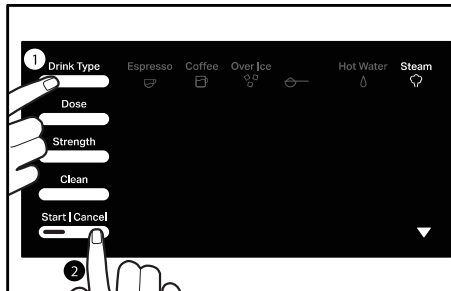 1
Drink Type
Espresso Coffee Over Ice Hot Water Steam
Dose
Strength
Clean
Start | Cancel
2